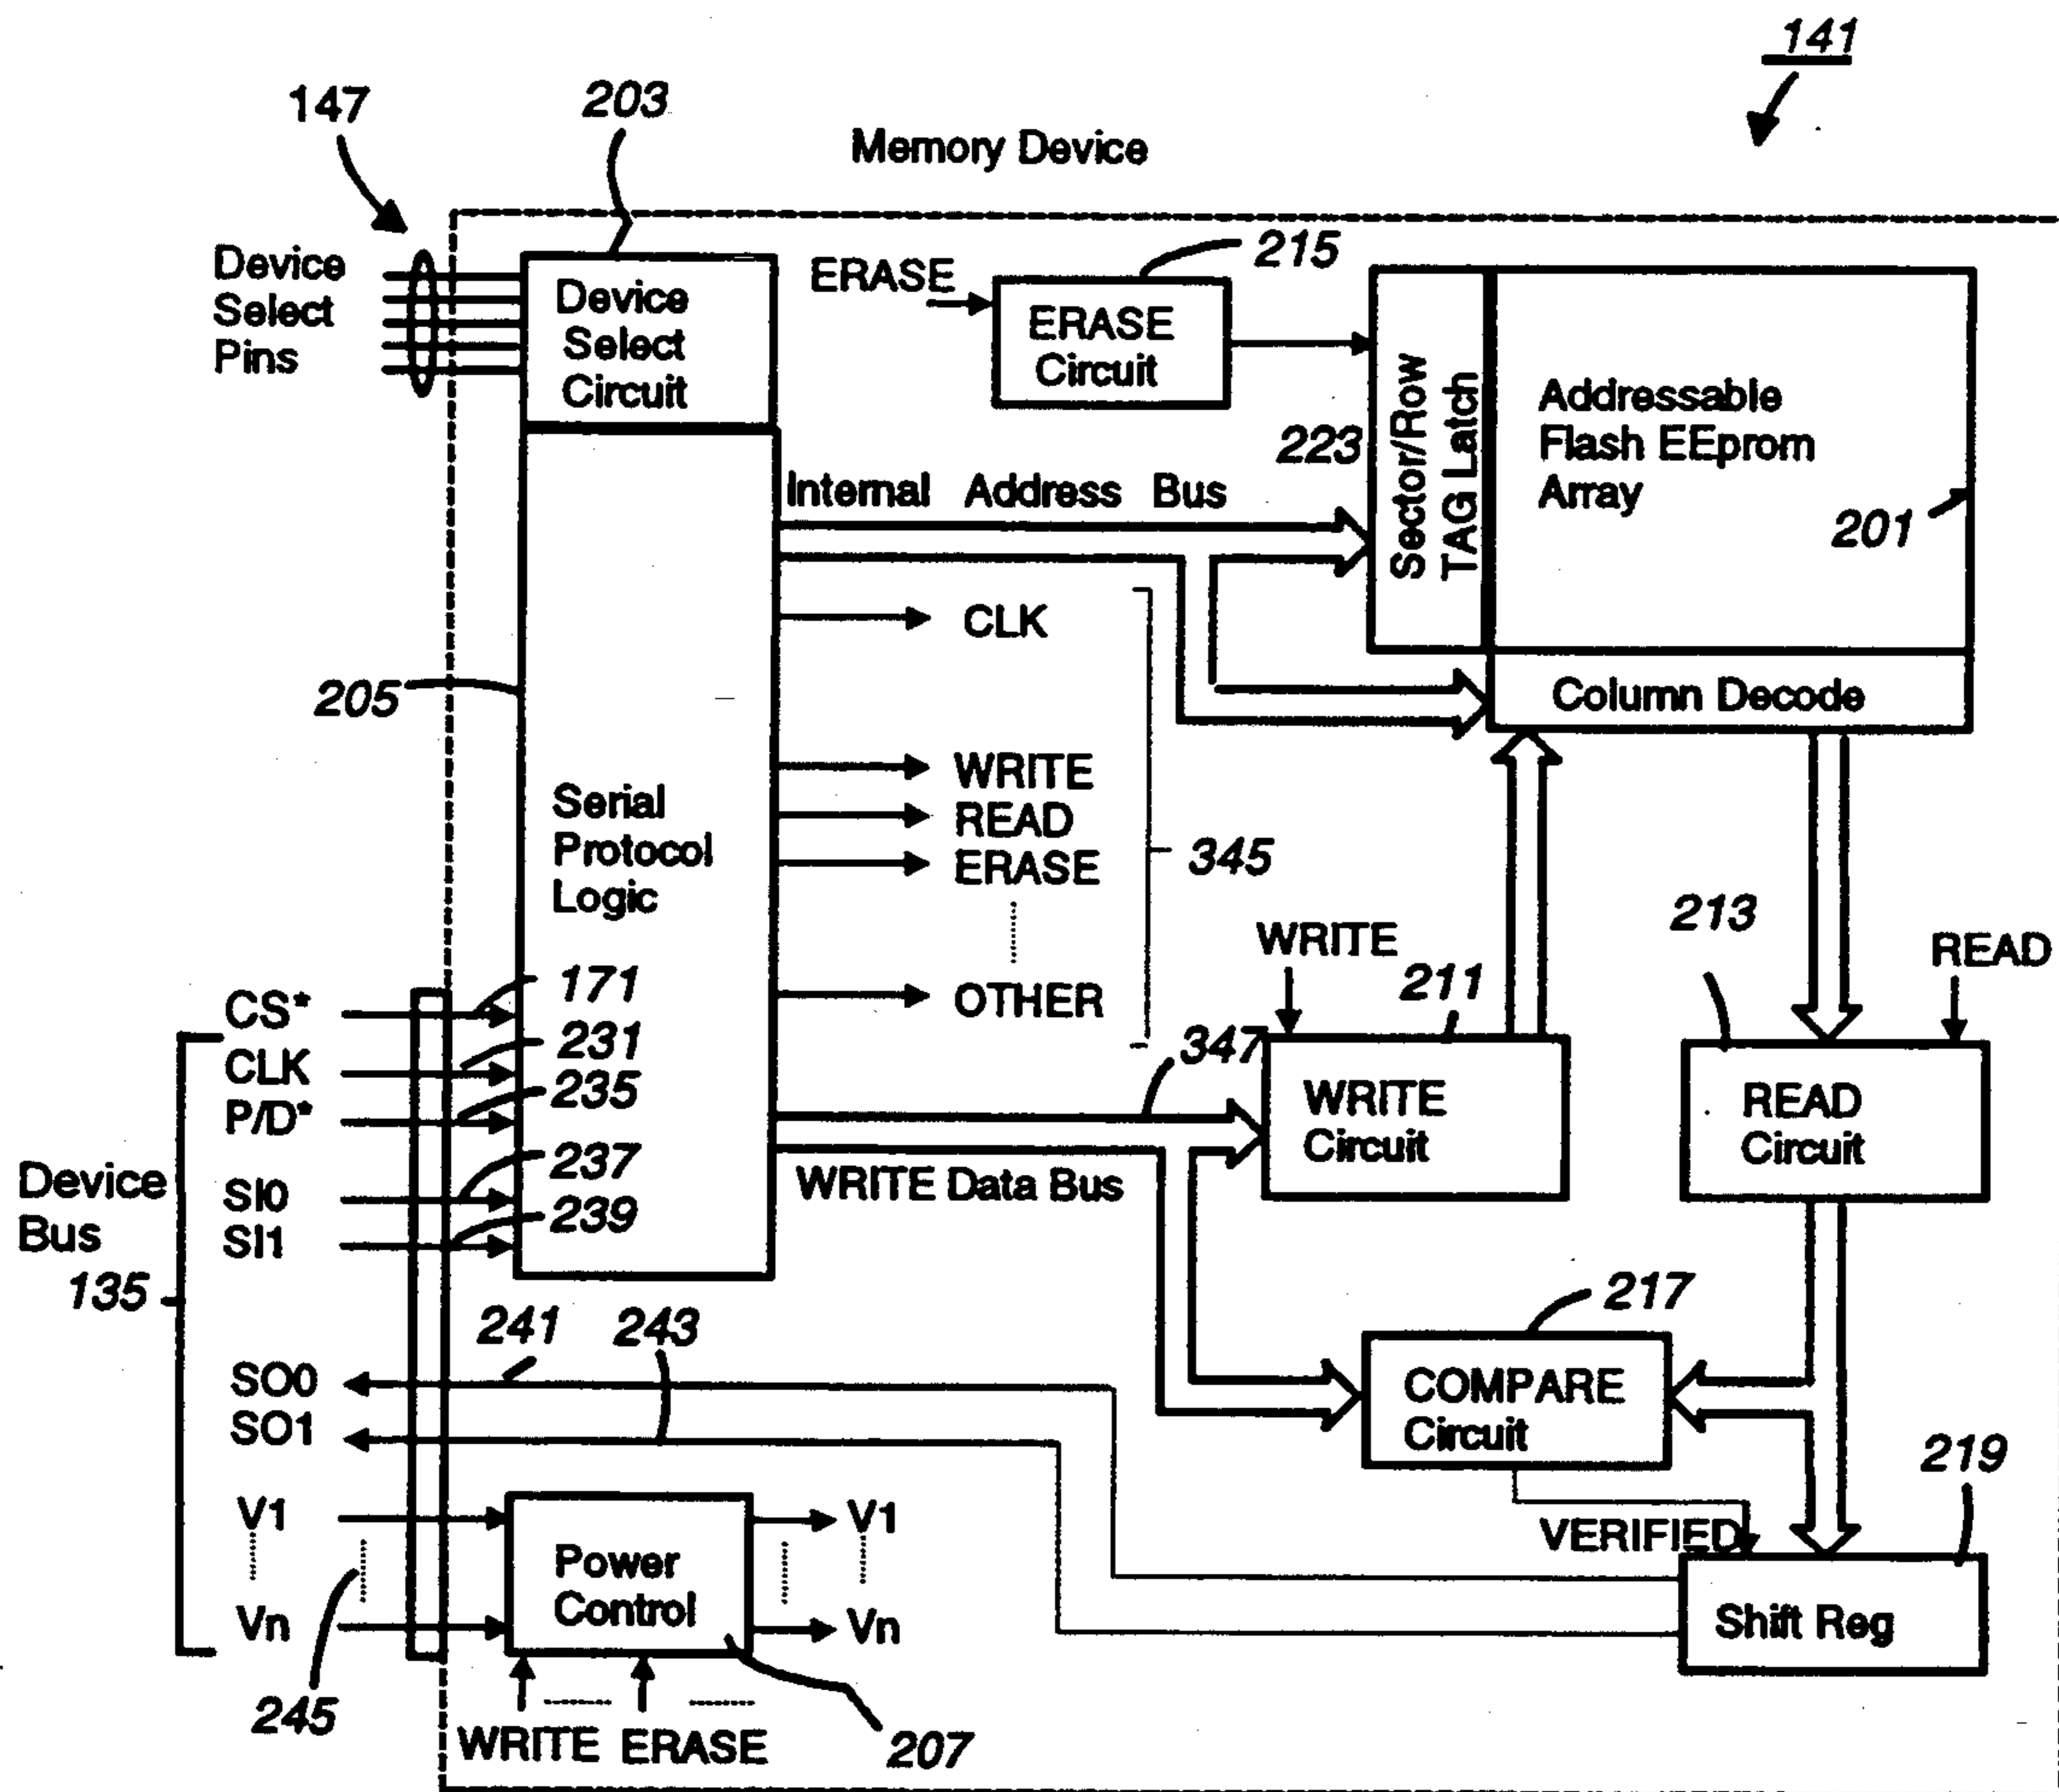 141
147
203
Memory Device
Device
Select
Pins
Device
Select
Circuit
ERASE
215
ERASE
Circuit
223
Sector/Row
TAG Latch
Addressable
Flash EEprom
Array
201
Internal Address Bus
CLK
205
Column Decode
Serial
Protocol
Logic
WRITE
READ
ERASE
OTHER
345
WRITE
211
213
READ
CS*
171
CLK
231
P/D*
235
SI0
237
SI1
239
Device
Bus
135
347
WRITE
Circuit
READ
Circuit
WRITE Data Bus
217
COMPARE
Circuit
241
243
SO0
SO1
219
V1
Vn
245
Power
Control
V1
Vn
VERIFIED
Shift Reg
WRITE
ERASE
207